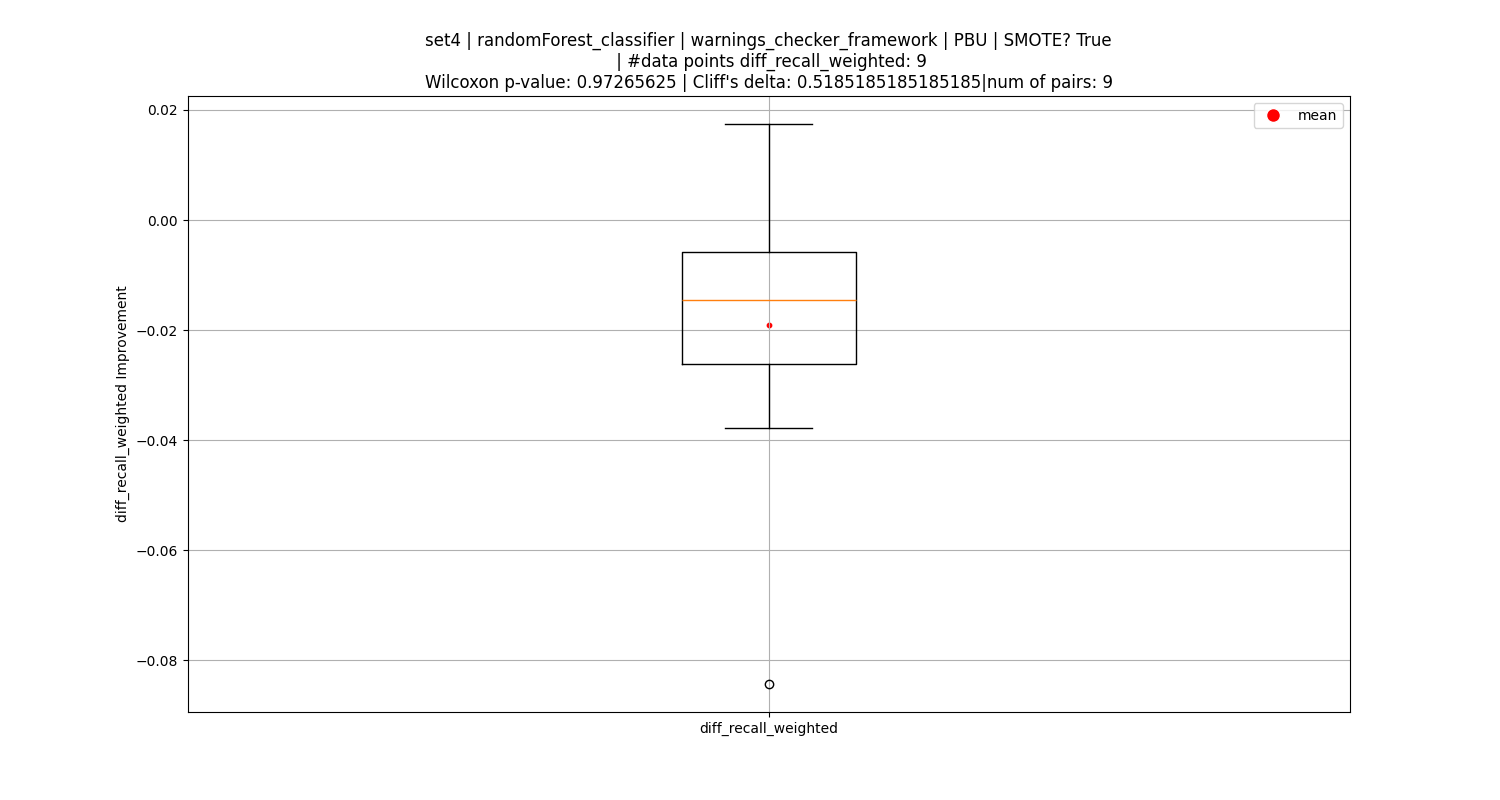 set4 | randomForest_classifier | warnings_checker_framework | PBU | SMOTE? True
| #data points diff_recall_weighted: 9
Wilcoxon p-value: 0.97265625 | Cliff's delta: 0.5185185185185185|num of pairs: 9
mean
0.02
0.00
−0.02
−0.04
−0.06
−0.08
diff_recall_weighted Improvement
diff_recall_weighted